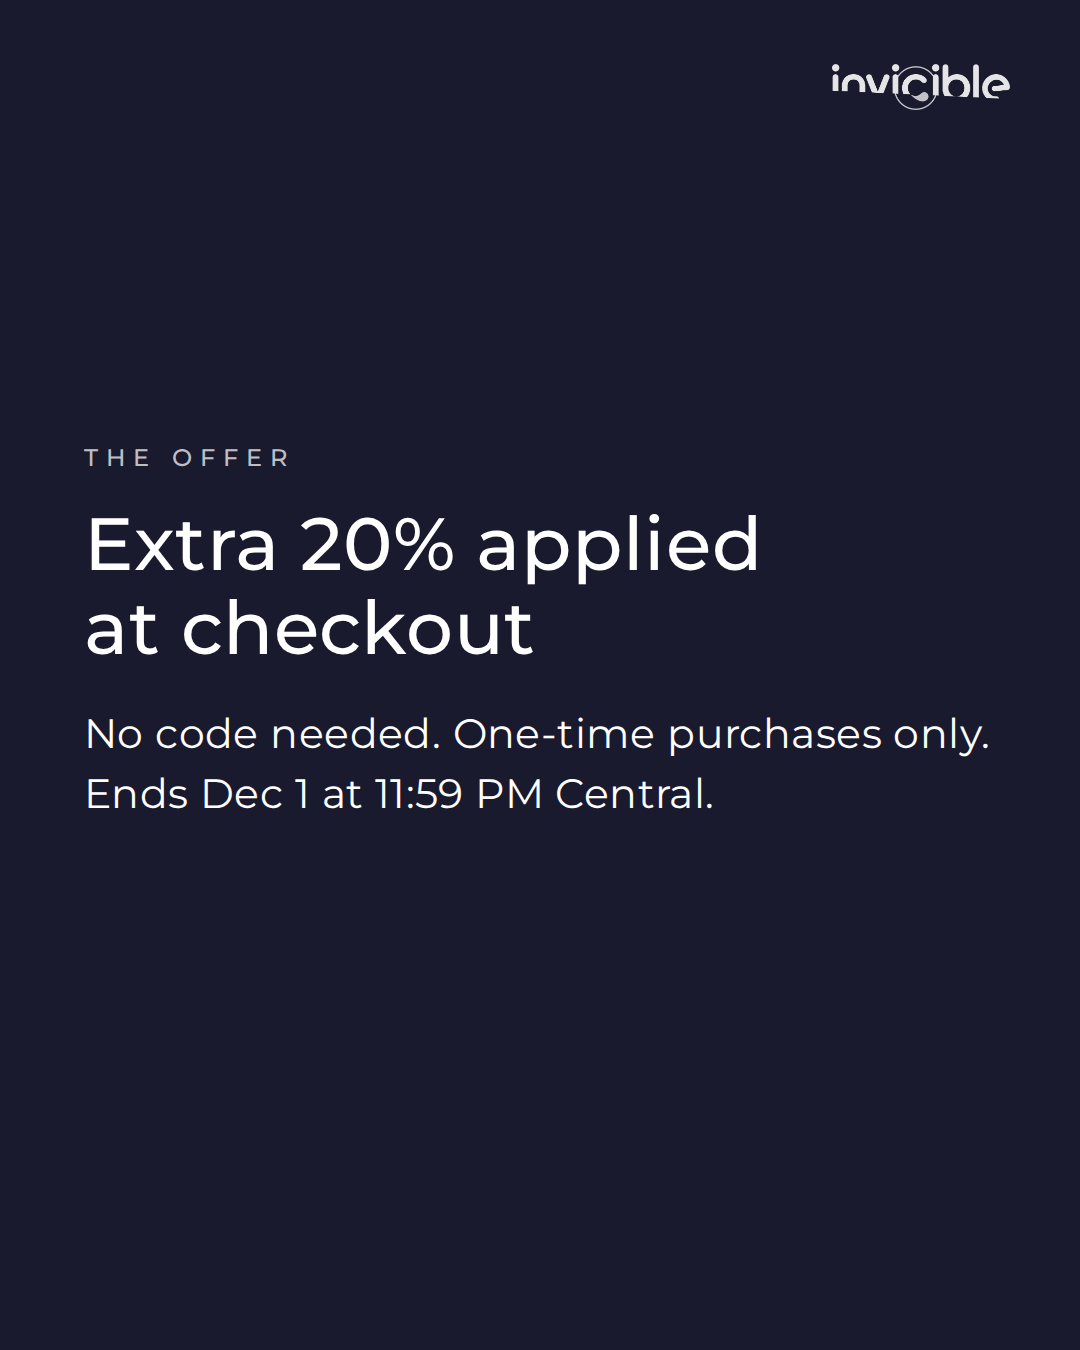 invicible
THE OFFER
Extra 20% applied
at checkout
No code needed. One-time purchases only.
Ends Dec 1 at 11:59 PM Central.